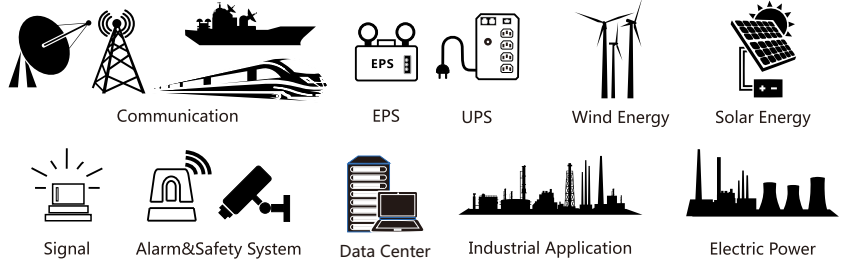 EPS
Communication
EPS
UPS
Wind Energy
Solar Energy
Signal
Alarm&Safety System
Data Center
Industrial Application
Electric Power